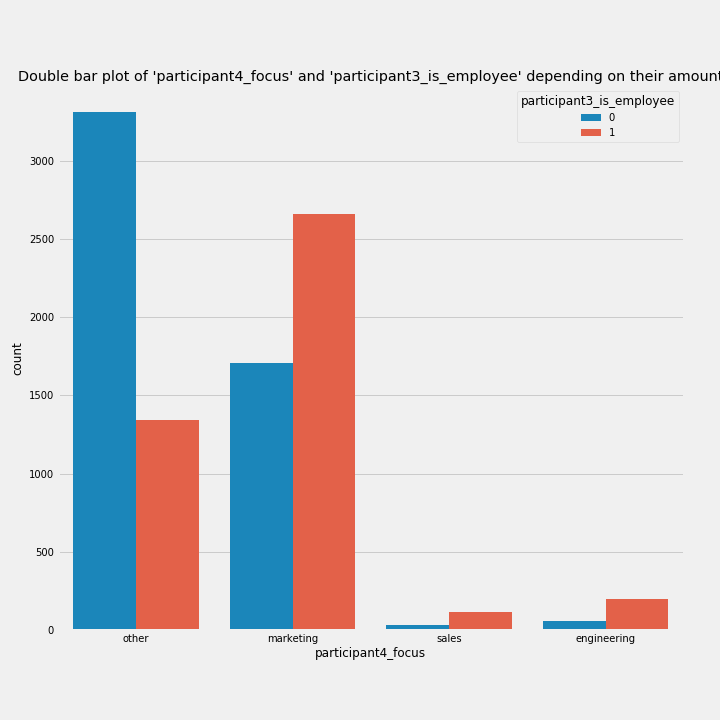 Double bar plot of 'participant4_focus' and 'participant3_is_employee' depending on their amount
participant3_is_employee
0
1
3000
2500
2000
1500
1000
500
0
count
other marketing sales engineering
participant4_focus